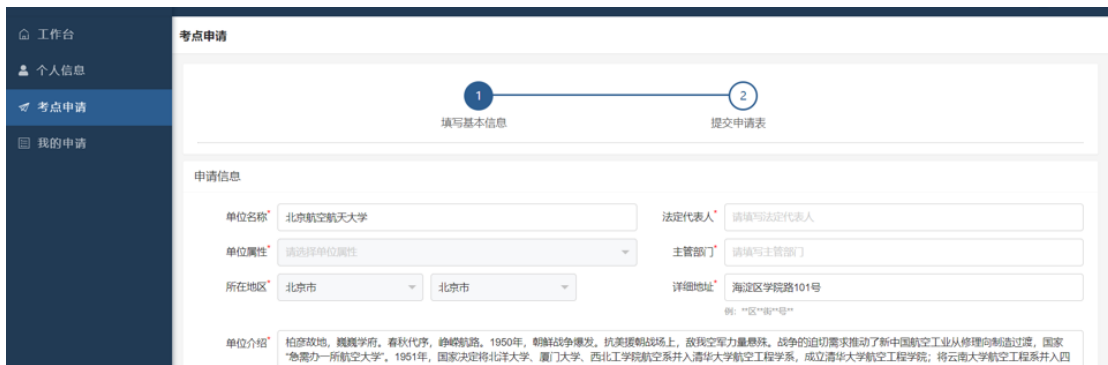 工作台
个人信息
考点申请
我的申请
考点申请
1
2
填写基本信息
提交申请表
申请信息
单位名称* 北京航空航天大学
法定代表人* 请填写法定代表人
单位属性* 请选择单位属性
主管部门* 请填写主管部门
所在地区* 北京市 北京市
详细地址* 海淀区学院路101号
例：**区**街**号**
单位介绍* 柏彦故地，巍巍学府。春秋代序，峥嵘航路。1950年，朝鲜战争爆发。抗美援朝战场上，敌我空军力量悬殊。战争的迫切需求推动了新中国航空工业从修理向制造过渡，国家
“急需办一所航空大学”。1951年，国家决定将北洋大学、厦门大学、西北工学院航空系并入清华大学航空工程学系，成立清华大学航空工程学院；将云南大学航空工程系并入四